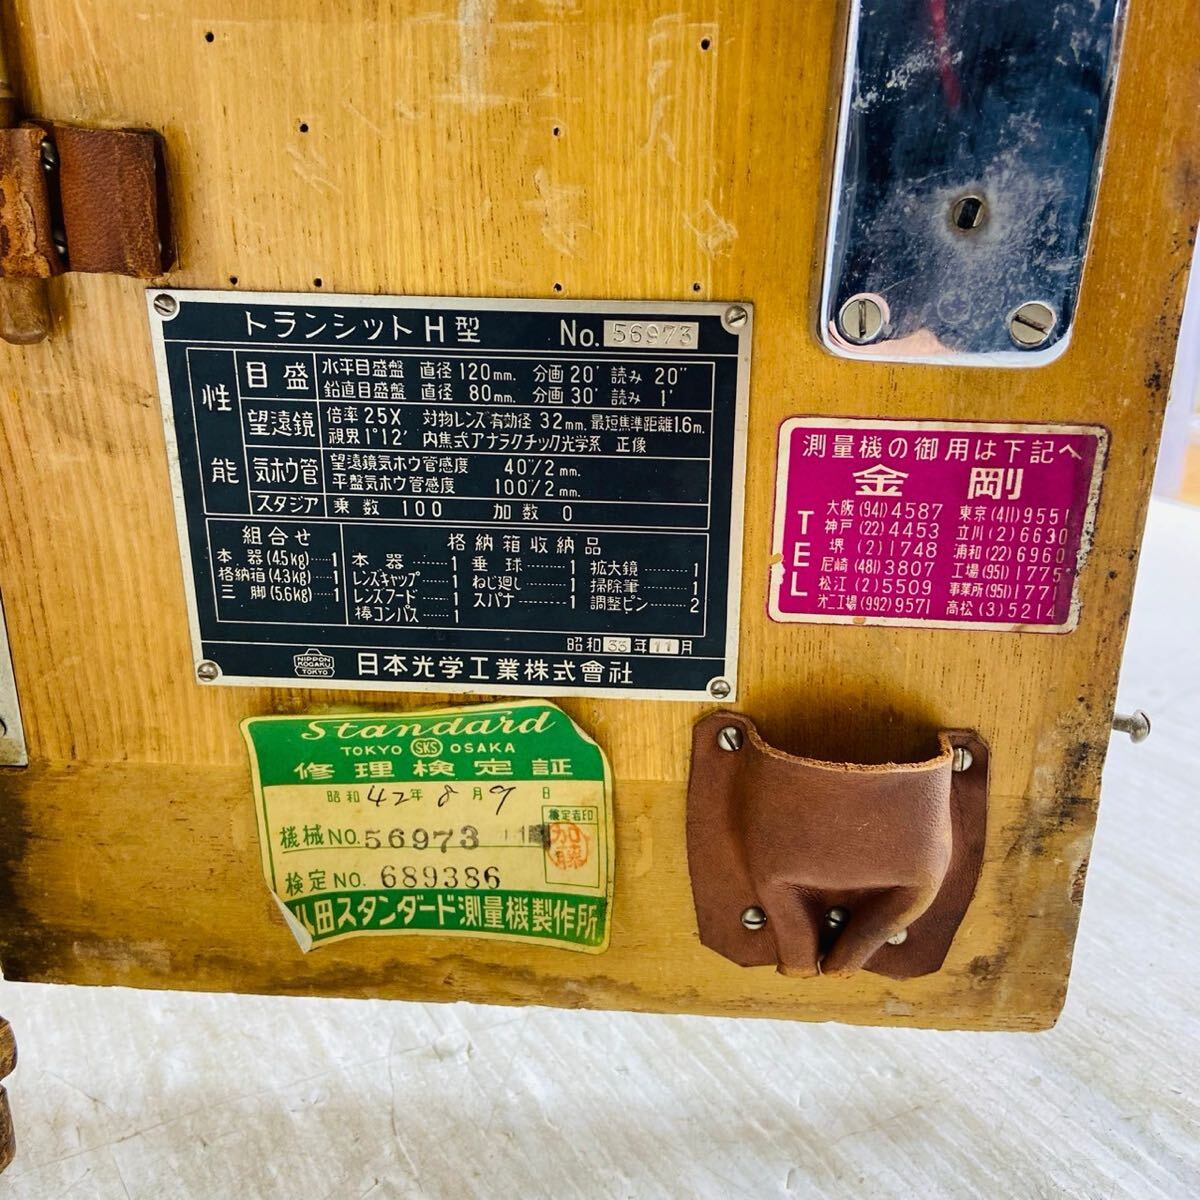 トランシットH型 No. 56973
性能
目盛
水平目盛盤 直径 120mm. 分画 20′ 読み 20″
鉛直目盛盤 直径 80mm. 分画 30′ 読み 1′
望遠鏡
倍率 25X 対物レンズ有効径 32mm. 最短焦準距離 1.6m.
視界 1°12′ 内焦式アナラクチック光学系 正像
気ホウ管
望遠鏡気ホウ管感度 40″/2mm.
平盤気ホウ管感度 100″/2mm.
スタジア 乗数 100 加数 0
組合せ
本器(4.5kg)……1
格納箱(4.3kg)……1
三脚(5.6kg)……1
格納箱収納品
本器……1
レンズキャップ……1
レンズフード……1
棒コンパス……1
垂球……1
ねじ廻し……1
スパナ……1
拡大鏡……1
掃除筆……1
調整ピン……2
昭和33年11月
NIPPON KOGAKU TOKYO
日本光学工業株式會社
測量機の御用は下記へ
金剛
TEL
大阪(941)4587
神戸(22)4453
堺(2)1748
尼崎(481)3807
松江(2)5509
才二工場(992)9571
東京(411)9551
立川(2)6630
浦和(22)6960
工場(951)1775
事業所(951)1771
高松(3)5214
Standard
TOKYO SKS OSAKA
修理検定証
昭和42年8月9日
機械NO. 56973
検定者印
加藤
検定NO. 689386
八田スタンダード測量機製作所